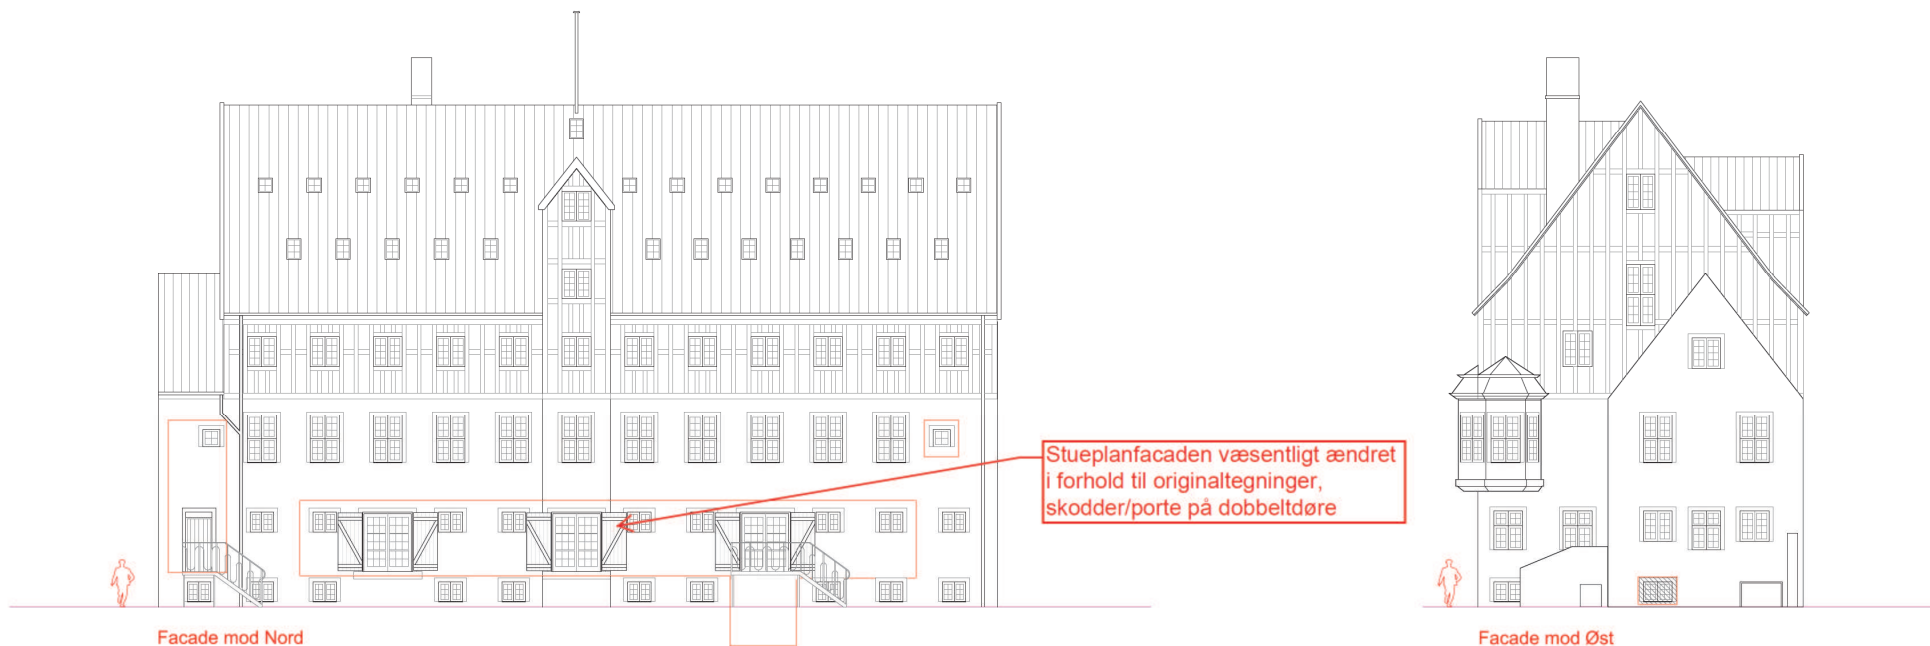 Stueplanfacaden væsentligt ændret
i forhold til originaltegninger,
skodder/porte på dobbeltdøre
Facade mod Nord
Facade mod Øst